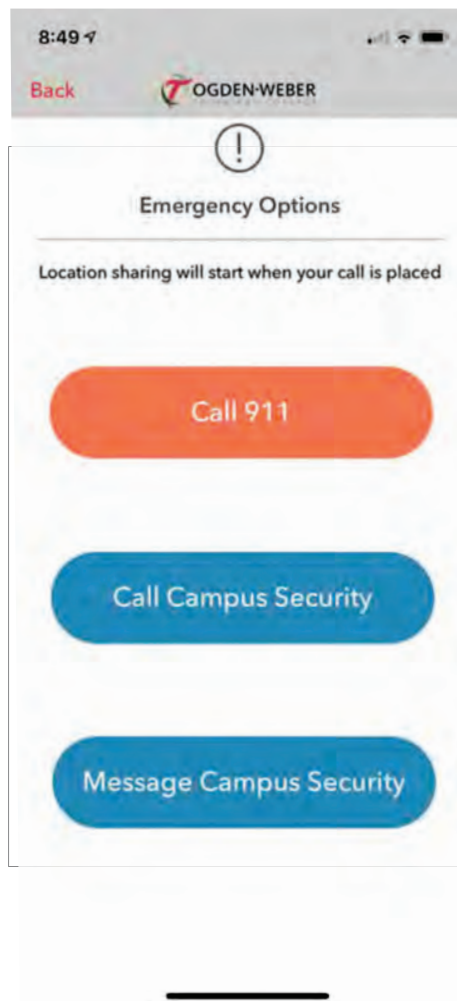 8:49
Back
OGDEN-WEBER
Emergency Options
Location sharing will start when your call is placed
Call 911
Call Campus Security
Message Campus Security